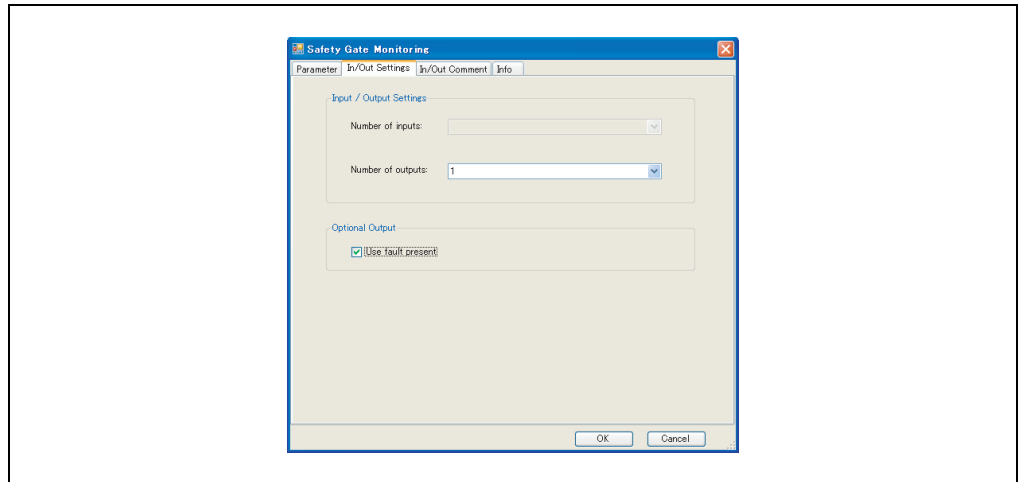 Safety Gate Monitoring
Parameter In/Out Settings In/Out Comment Info
Input / Output Settings
Number of inputs:
Number of outputs: 1
Optional Output
Use fault present
OK Cancel